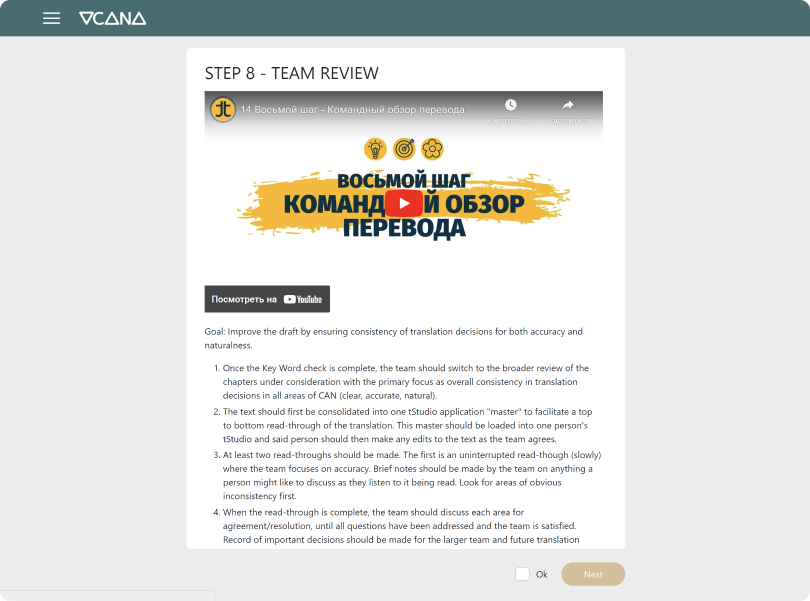 VCANA
STEP 8 - TEAM REVIEW
14 Восьмой шаг - Командный обзор перевода
Поделиться
ВОСЬМОЙ ШАГ
ОБЗОР
ПЕРЕВОДА
Посмотреть на YouTube
Goal: Improve the draft by ensuring consistency of translation decisions for both accuracy and
naturalness.
1. Once the Key Word check is complete, the team should switch to the broader review of the
chapters under consideration with the primary focus as overall consistency in translation
decisions in all areas of CAN (clear, accurate, natural).
2. The text should first be consolidated into one tStudio application "master" to facilitate a top
to bottom read-through of the translation. This master should be loaded into one person's
tStudio and said person should then make any edits to the text as the team agrees.
3. At least two read-throughs should be made. The first is an uninterrupted read-though (slowly)
where the team focuses on accuracy. Brief notes should be made by the team on anything a
person might like to discuss as they listen to it being read. Look for areas of obvious
inconsistency first.
4. When the read-through is complete, the team should discuss each area for
agreement/resolution, until all questions have been addressed and the team is satisfied.
Record of important decisions should be made for the larger team and future translation
Ok
Next